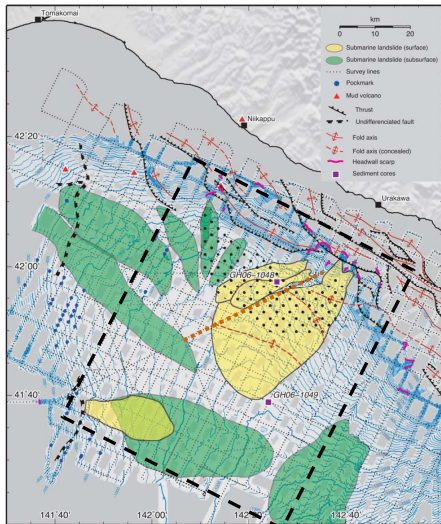 Tomakomai
km
0 10 20
Submarine landslide (surface)
Submarine landslide (subsurface)
Survey lines
Pockmark
Mud volcano
Thrust
Undifferenciated fault
Fold axis
Fold axis (concealed)
Headwall scarp
Sediment cores
Niikappu
Urakawa
42°20'
42°00'
41°40'
GH06-1048
GH06-1049
141°40'
142°00'
142°20'
142°40'